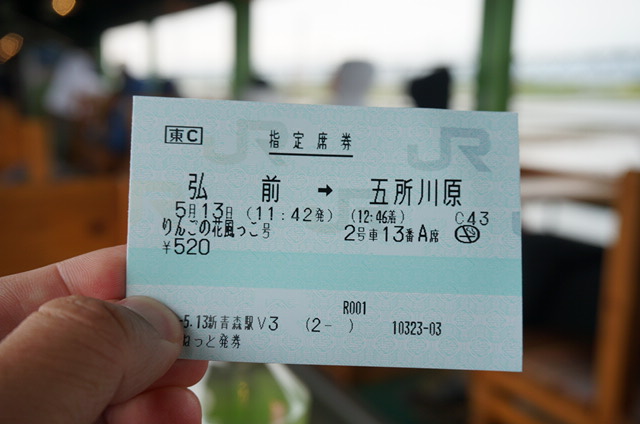 東C 指定席券
弘前 → 五所川原
5月13日 (11:42発) (12:46着) C43
りんごの花風っこ号 2号車13番A席
¥520
R001
-5.13新青森駅V3 (2- ) 10323-03
ねっと発券
JR JR